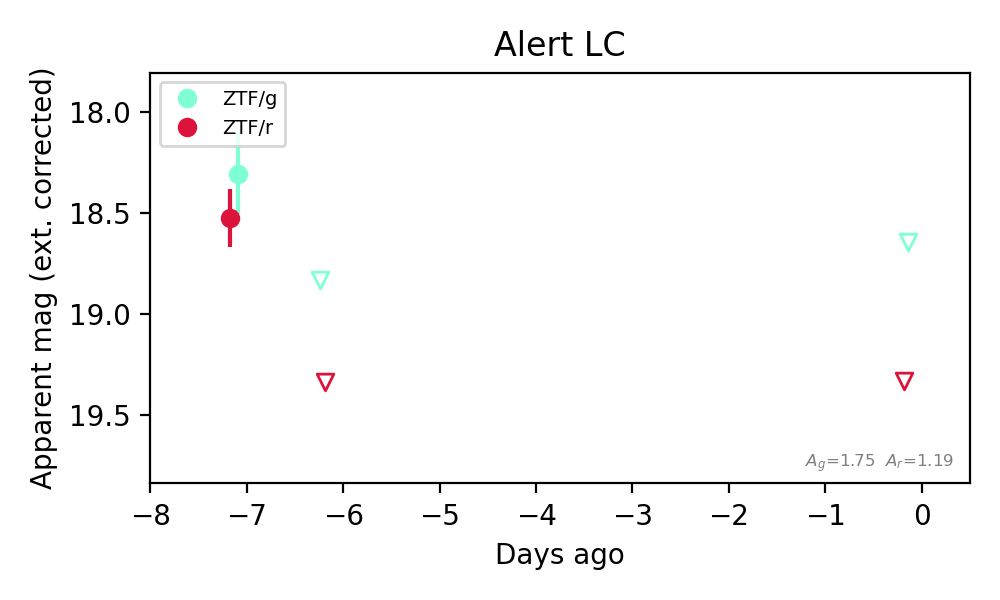 Alert LC
ZTF/g
ZTF/r
Apparent mag (ext. corrected)
18.0
18.5
19.0
19.5
A_g=1.75 A_r=1.19
−8 −7 −6 −5 −4 −3 −2 −1 0
Days ago